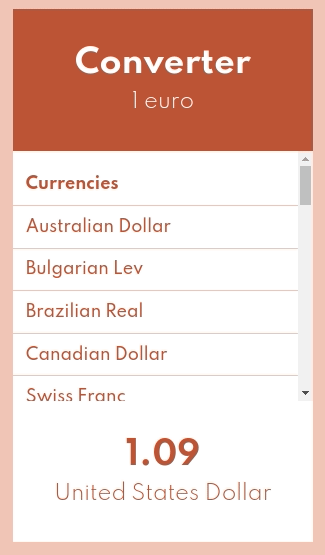 Converter
1 euro
Currencies
Australian Dollar
Bulgarian Lev
Brazilian Real
Canadian Dollar
Swiss Franc
1.09
United States Dollar